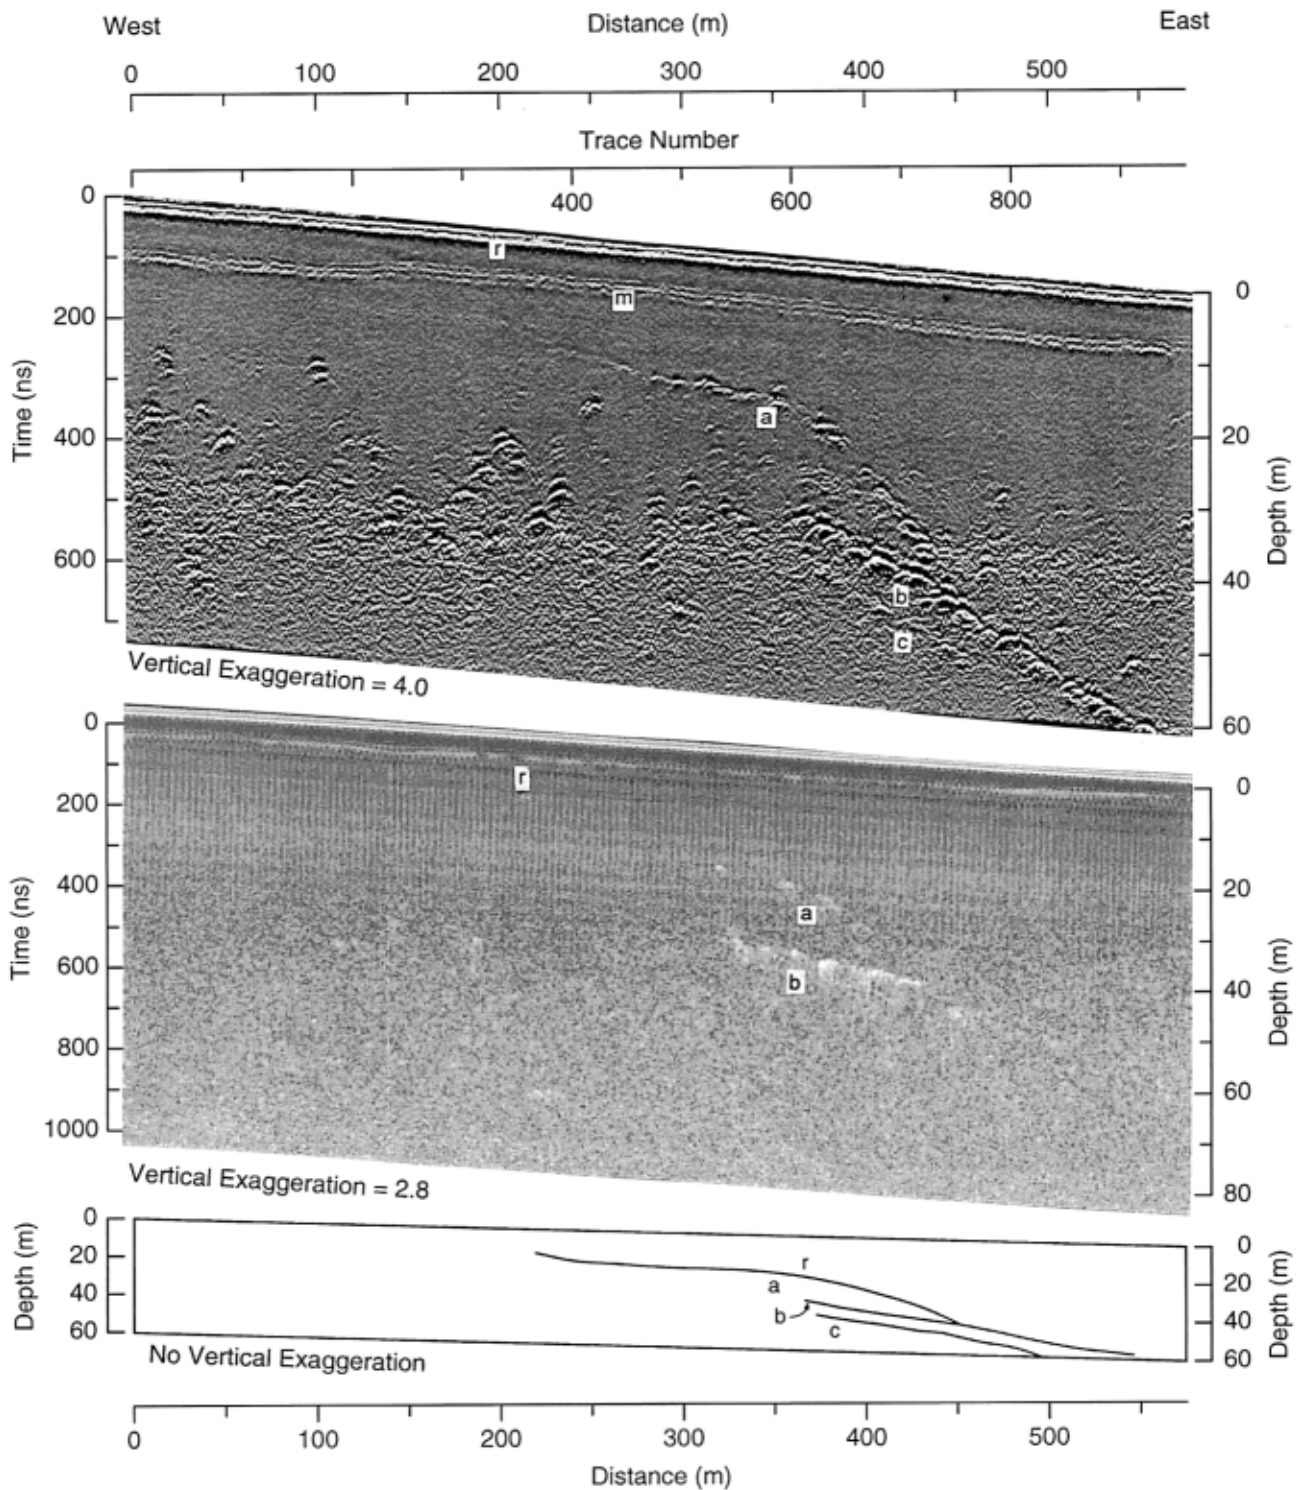 West Distance (m) East
0 100 200 300 400 500
Trace Number
400 600 800
0
r
0
m
200
Time (ns)
a
400
20
Depth (m)
600
40
b
c
60
Vertical Exaggeration = 4.0
0
r
0
200
Time (ns)
400
20
a
600
b
40
Depth (m)
800
60
1000
80
Vertical Exaggeration = 2.8
0
0
Depth (m)
20
r
a
20
Depth (m)
40
b
c
40
60
60
No Vertical Exaggeration
0 100 200 300 400 500
Distance (m)